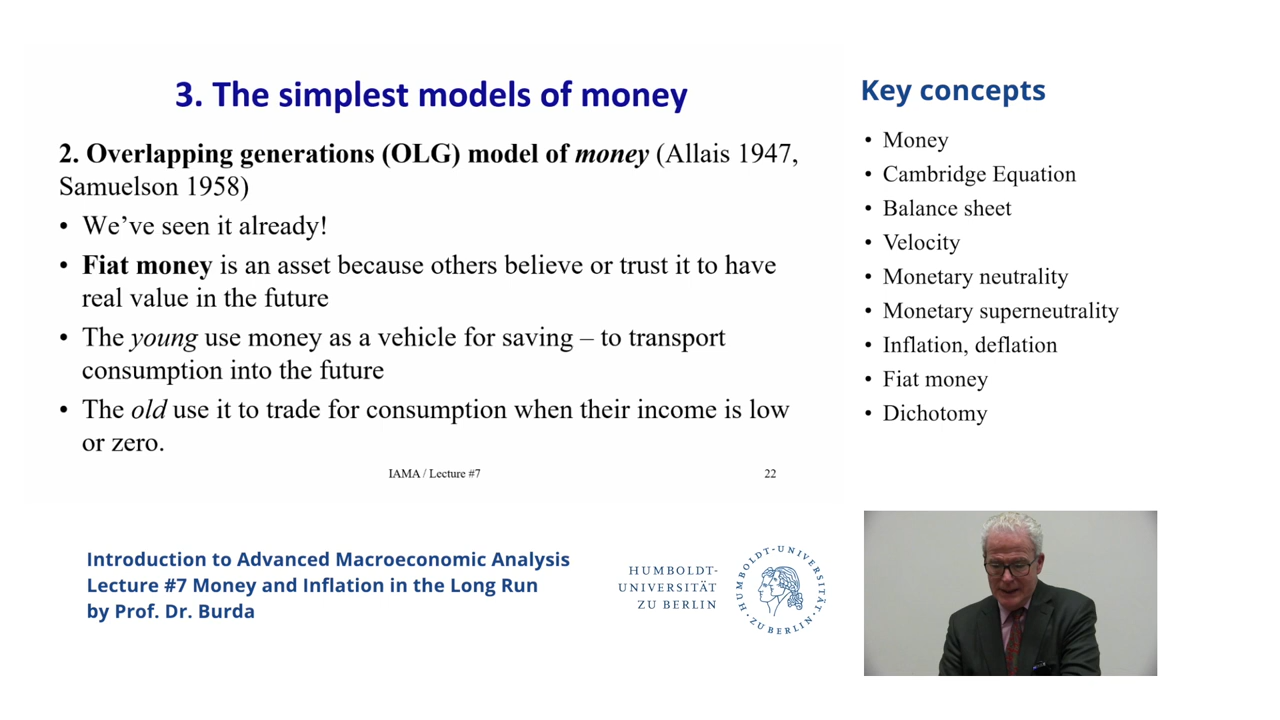 3. The simplest models of money
2. Overlapping generations (OLG) model of money (Allais 1947,
Samuelson 1958)
• We’ve seen it already!
• Fiat money is an asset because others believe or trust it to have
real value in the future
• The young use money as a vehicle for saving – to transport
consumption into the future
• The old use it to trade for consumption when their income is low
or zero.
IAMA / Lecture #7
22
Key concepts
• Money
• Cambridge Equation
• Balance sheet
• Velocity
• Monetary neutrality
• Monetary superneutrality
• Inflation, deflation
• Fiat money
• Dichotomy
Introduction to Advanced Macroeconomic Analysis
Lecture #7 Money and Inflation in the Long Run
by Prof. Dr. Burda
HUMBOLDT-
UNIVERSITÄT
ZU BERLIN
HUMBOLDT-UNIVERSITÄT
ZU BERLIN